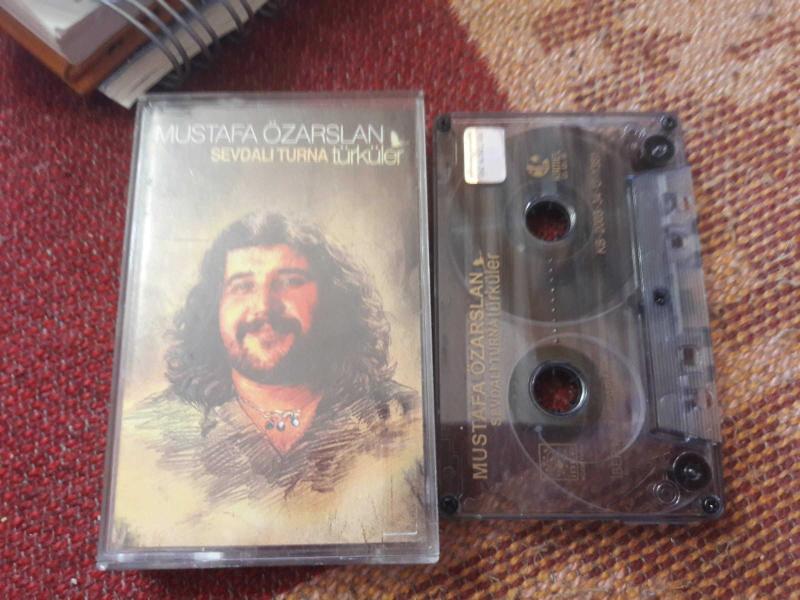 MUSTAFA ÖZARSLAN
SEVDALI TURNA türküler
MUSTAFA ÖZARSLAN
SEVDALI TURNA türküler